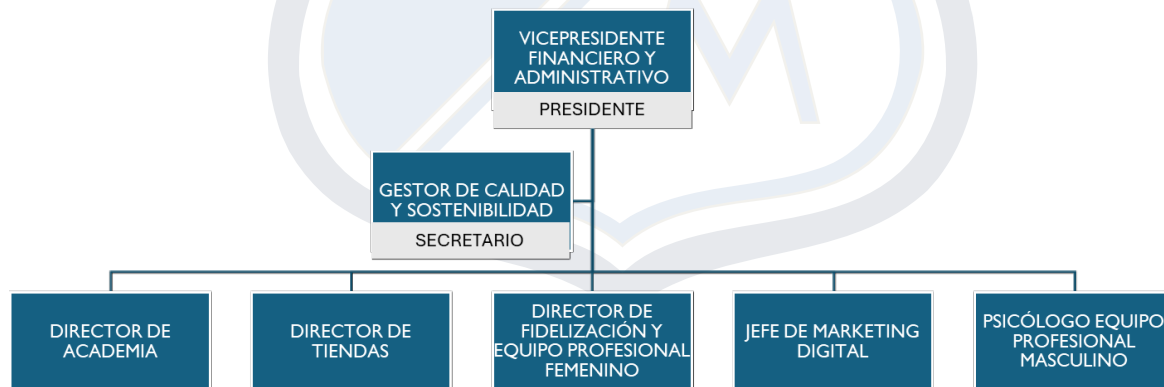 VICEPRESIDENTE
FINANCIERO Y
ADMINISTRATIVO
PRESIDENTE
GESTOR DE CALIDAD
Y SOSTENIBILIDAD
SECRETARIO
DIRECTOR DE
ACADEMIA
DIRECTOR DE
TIENDAS
DIRECTOR DE
FIDELIZACIÓN Y
EQUIPO PROFESIONAL
FEMENINO
JEFE DE MARKETING
DIGITAL
PSICÓLOGO EQUIPO
PROFESIONAL
MASCULINO